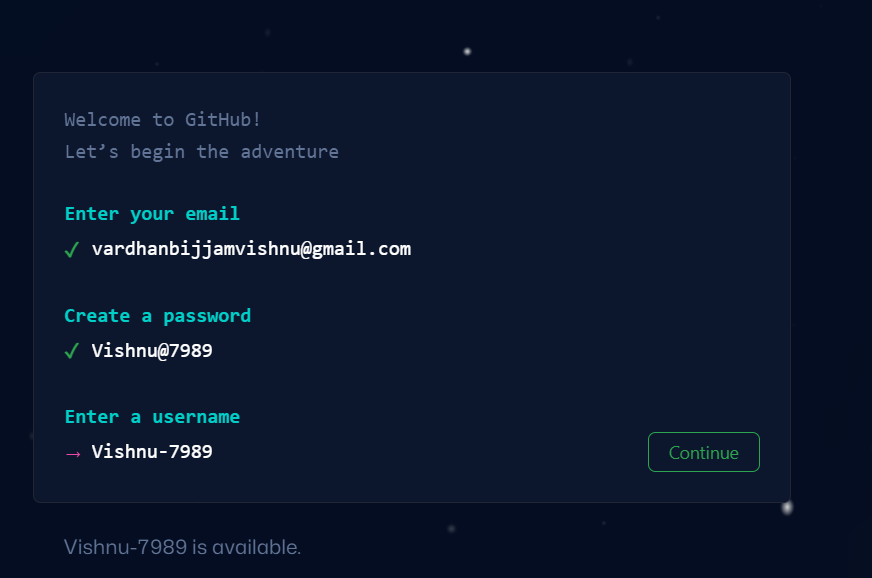 Welcome to GitHub!
Let’s begin the adventure
Enter your email
✓ vardhanbijjamvishnu@gmail.com
Create a password
✓ Vishnu@7989
Enter a username
→ Vishnu-7989
Continue
Vishnu-7989 is available.